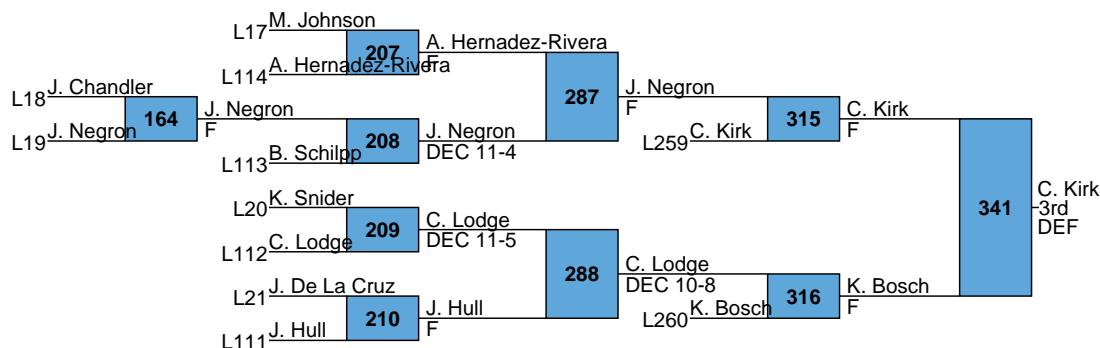 M. Johnson
L17
207
A. Hernadez-Rivera
F
A. Hernadez-Rivera
L114
J. Chandler
L18
164
J. Negron
F
J. Negron
L19
287
J. Negron
F
208
J. Negron
DEC 11-4
B. Schilpp
L113
315
C. Kirk
F
C. Kirk
L259
K. Snider
L20
209
C. Lodge
DEC 11-5
C. Lodge
L112
341
C. Kirk
3rd
DEF
288
C. Lodge
DEC 10-8
J. De La Cruz
L21
210
J. Hull
F
J. Hull
L111
316
K. Bosch
F
K. Bosch
L260